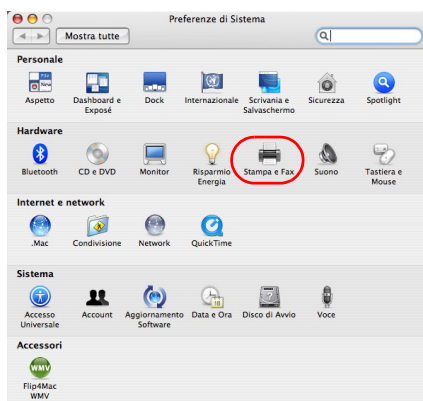 Preferenze di Sistema
Mostra tutte
Personale
Aspetto
Dashboard e Exposé
Dock
Internazionale
Scrivania e Salvaschermo
Sicurezza
Spotlight
Hardware
Bluetooth
CD e DVD
Monitor
Risparmio Energia
Stampa e Fax
Suono
Tastiera e Mouse
Internet e network
.Mac
Condivisione
Network
QuickTime
Sistema
Accesso Universale
Account
Aggiornamento Software
Data e Ora
Disco di Avvio
Voce
Accessori
WMV
Flip4Mac WMV